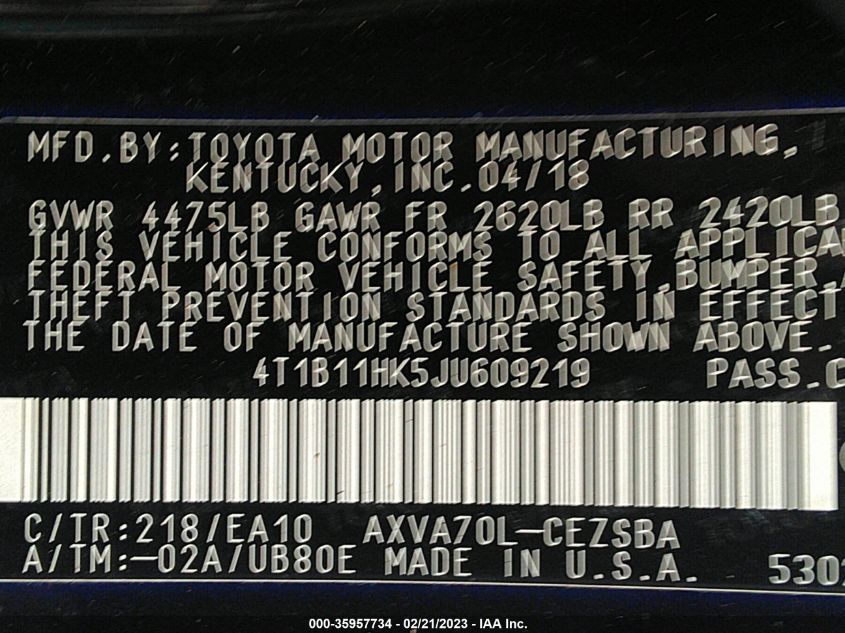 MFD.BY:TOYOTA MOTOR MANUFACTURING,
KENTUCKY,INC.04/18
GVWR 4475LB GAWR FR 2620LB RR 2420LB
THIS VEHICLE CONFORMS TO ALL APPLICA
FEDERAL MOTOR VEHICLE SAFETY,BUMPER,A
THEFT PREVENTION STANDARDS IN EFFECT
THE DATE OF MANUFACTURE SHOWN ABOVE.
4T1B11HK5JU609219 PASS.C
C/TR:218/EA10 AXVA70L-CEZSBA
A/TM:-02A/UB80E MADE IN U.S.A. 530
000-35957734 - 02/21/2023 - IAA Inc.